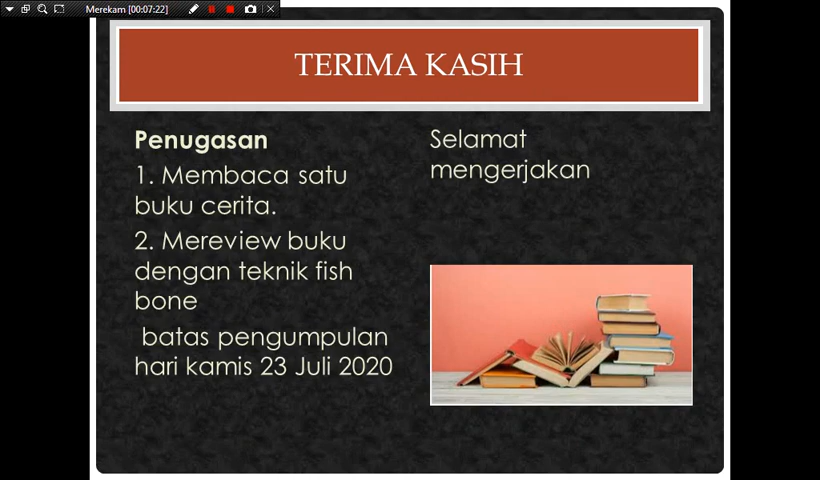 Merekam [00:07:22]
TERIMA KASIH
Penugasan
1. Membaca satu
buku cerita.
2. Mereview buku
dengan teknik fish
bone
batas pengumpulan
hari kamis 23 Juli 2020
Selamat
mengerjakan